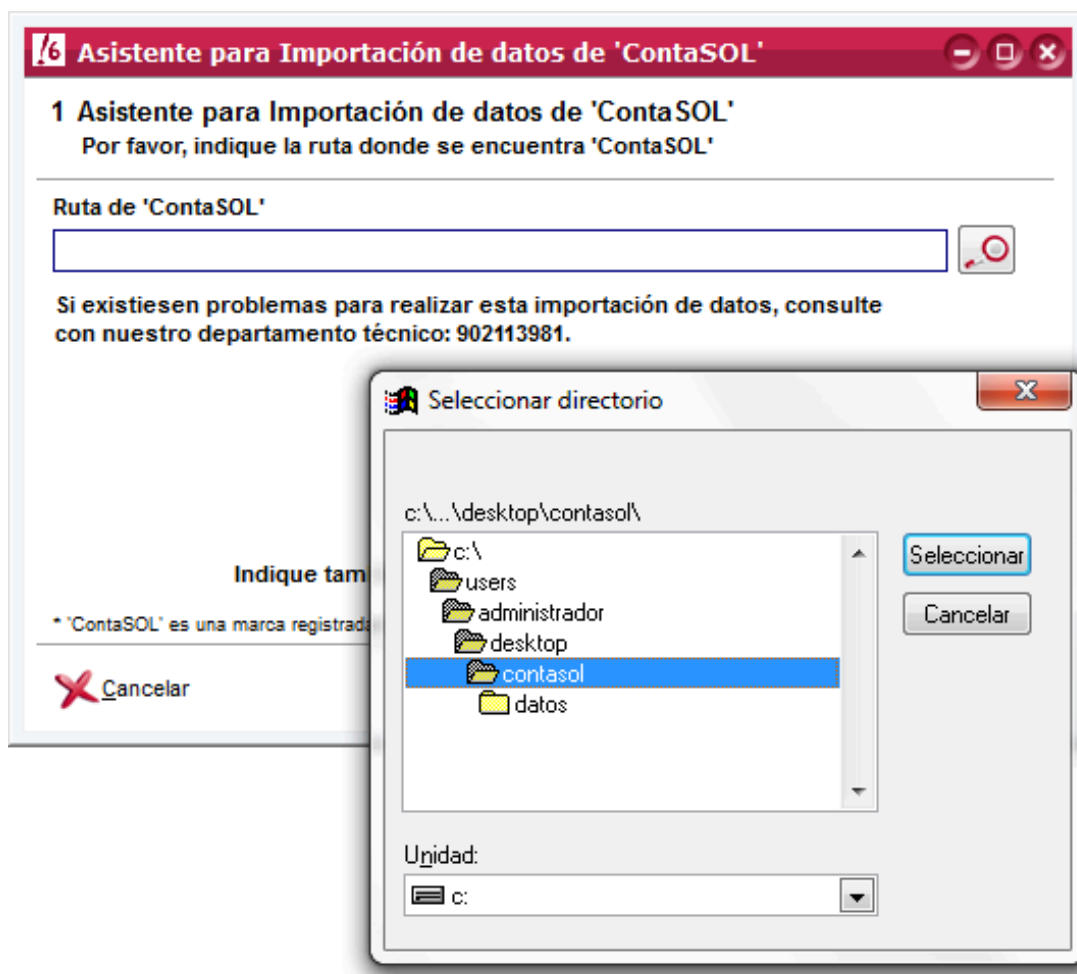 Asistente para Importación de datos de 'ContaSOL'
1 Asistente para Importación de datos de 'ContaSOL'
Por favor, indique la ruta donde se encuentra 'ContaSOL'
Ruta de 'ContaSOL'
Si existiesen problemas para realizar esta importación de datos, consulte
con nuestro departamento técnico: 902113981.
Indique
* 'ContaSOL' es una marca registrada
Cancelar
Seleccionar directorio
c:\...\desktop\contasol\
c:\
users
administrador
desktop
contasol
datos
Seleccionar
Cancelar
Unidad:
c: